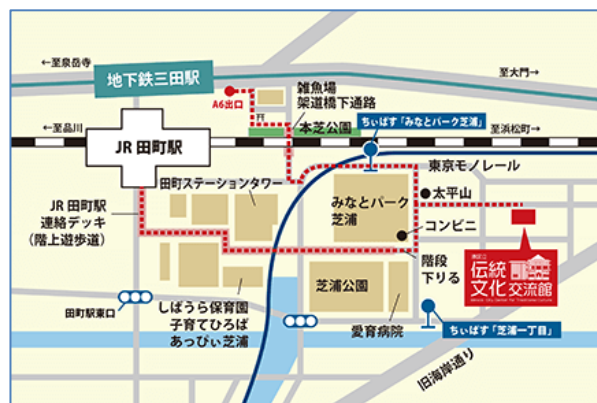 ←至泉岳寺
地下鉄三田駅
至大門→
A6出口
雑魚場
架道橋下通路
本芝公園
ちぃばす「みなとパーク芝浦」
←至品川
至浜松町→
JR 田町駅
東京モノレール
田町ステーションタワー
みなとパーク
芝浦
太平山
JR 田町駅
連絡デッキ
(階上遊歩道)
コンビニ
階段
下りる
港区立
伝統
文化交流館
しばうら保育園
子育てひろば
あっぴぃ芝浦
芝浦公園
愛育病院
田町駅東口
ちぃばす「芝浦一丁目」
旧海岸通り